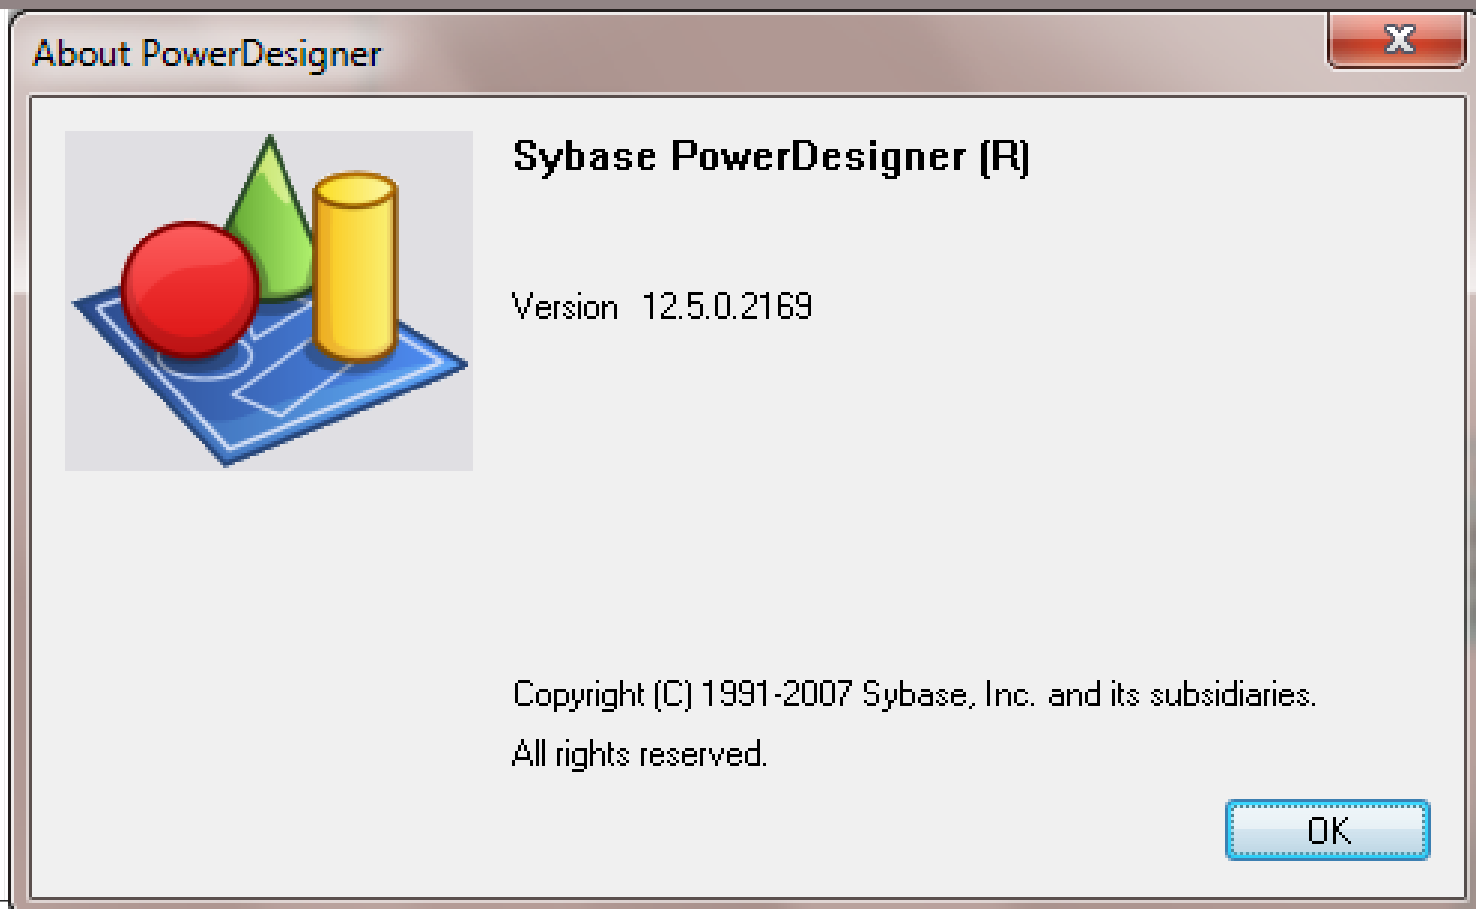 About PowerDesigner
Sybase PowerDesigner (R)
Version 12.5.0.2169
Copyright (C) 1991-2007 Sybase, Inc. and its subsidiaries.
All rights reserved.
OK